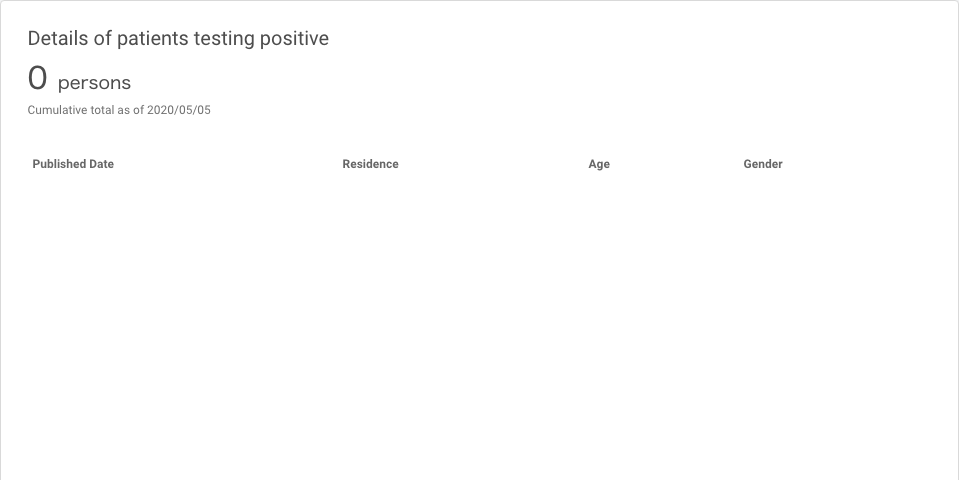 Details of patients testing positive
0 persons
Cumulative total as of 2020/05/05
Published Date Residence Age Gender